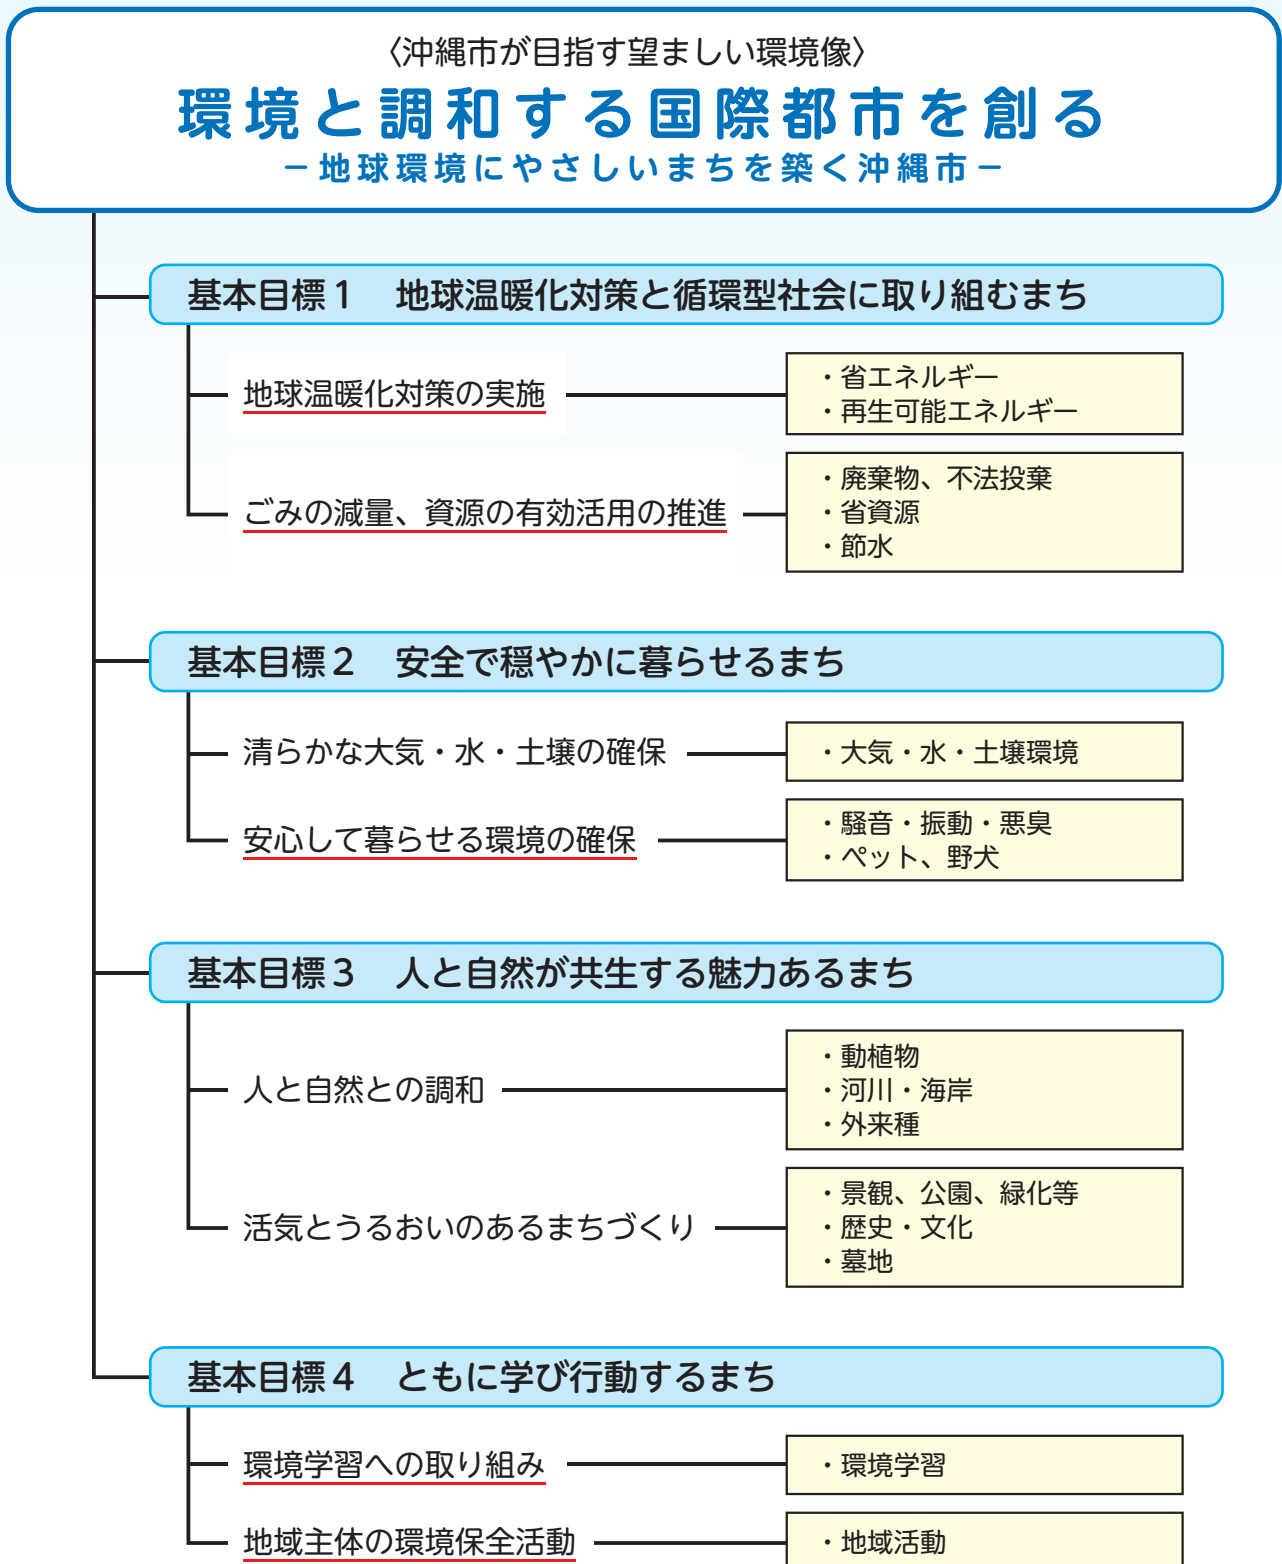 〈沖縄市が目指す望ましい環境像〉
環境と調和する国際都市を創る
－地球環境にやさしいまちを築く沖縄市－
基本目標１　地球温暖化対策と循環型社会に取り組むまち
地球温暖化対策の実施
・省エネルギー
・再生可能エネルギー
ごみの減量、資源の有効活用の推進
・廃棄物、不法投棄
・省資源
・節水
基本目標２　安全で穏やかに暮らせるまち
清らかな大気・水・土壌の確保
・大気・水・土壌環境
安心して暮らせる環境の確保
・騒音・振動・悪臭
・ペット、野犬
基本目標３　人と自然が共生する魅力あるまち
人と自然との調和
・動植物
・河川・海岸
・外来種
活気とうるおいのあるまちづくり
・景観、公園、緑化等
・歴史・文化
・墓地
基本目標４　ともに学び行動するまち
環境学習への取り組み
・環境学習
地域主体の環境保全活動
・地域活動